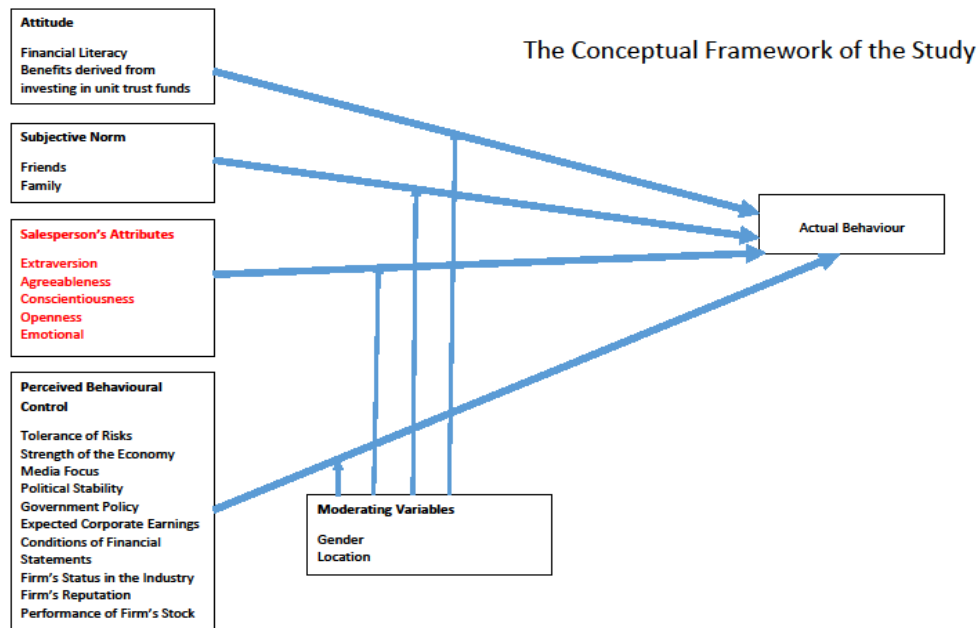 The Conceptual Framework of the Study
Attitude
Financial Literacy
Benefits derived from
investing in unit trust funds
Subjective Norm
Friends
Family
Salesperson's Attributes
Extraversion
Agreeableness
Conscientiousness
Openness
Emotional
Perceived Behavioural
Control
Tolerance of Risks
Strength of the Economy
Media Focus
Political Stability
Government Policy
Expected Corporate Earnings
Conditions of Financial
Statements
Firm's Status in the Industry
Firm's Reputation
Performance of Firm's Stock
Moderating Variables
Gender
Location
Actual Behaviour